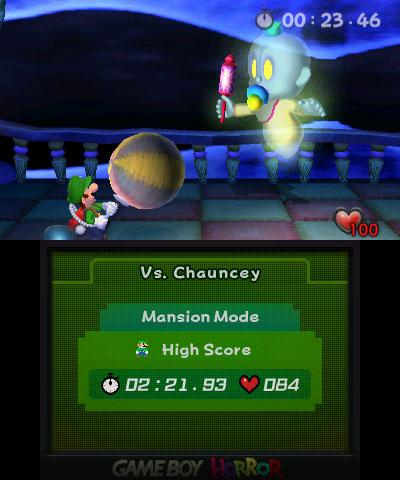 00:23.46
100
Vs. Chauncey
Mansion Mode
High Score
02:21.93 084
GAME BOY HORROR